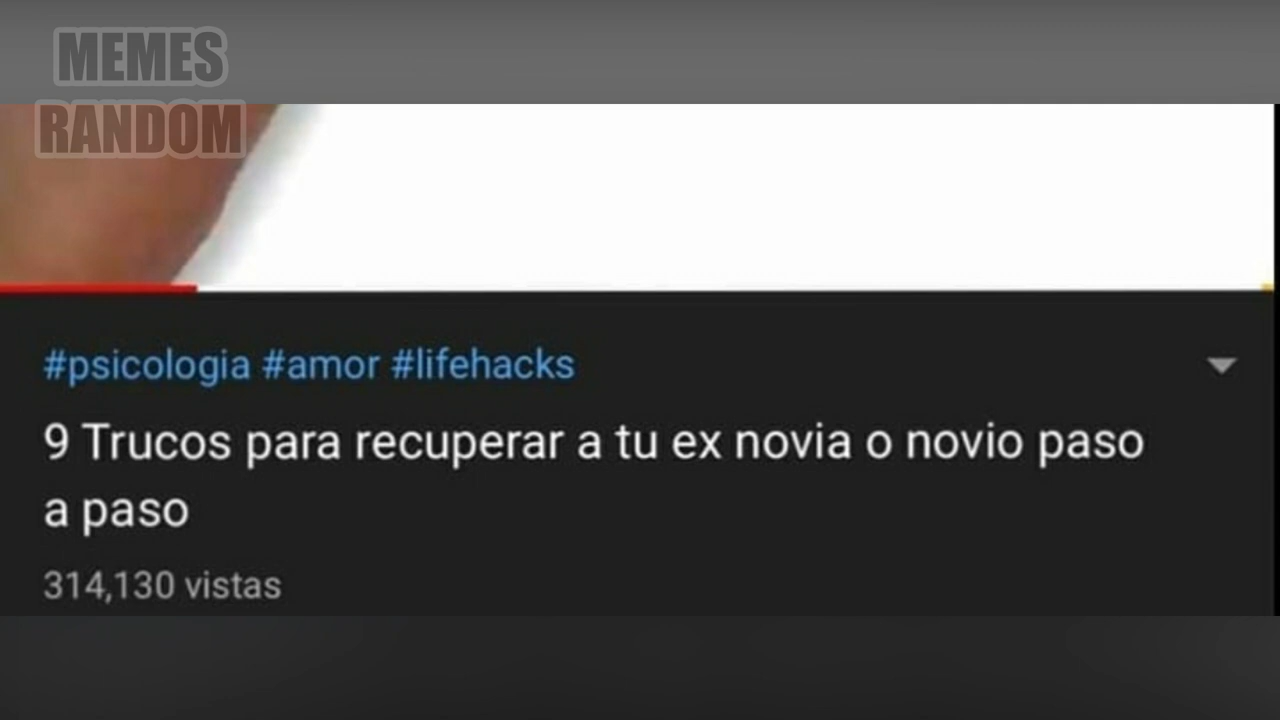 MEMES
RANDOM
#psicologia #amor #lifehacks
9 Trucos para recuperar a tu ex novia o novio paso
a paso
314,130 vistas